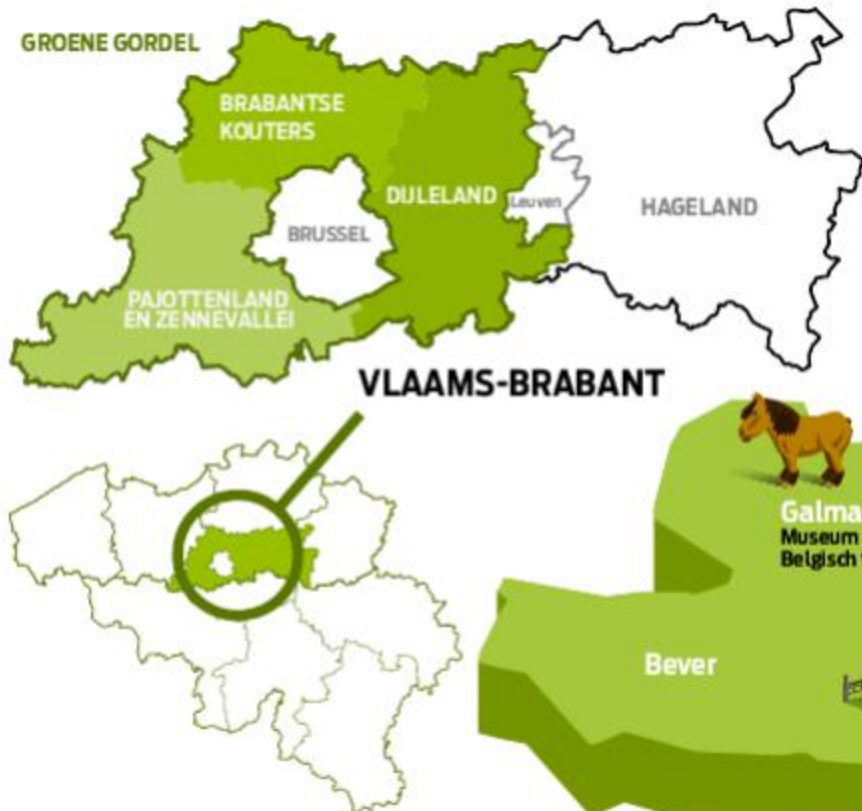 GROENE GORDEL
BRABANTSE
KOUTERS
DIJLELAND
Leuven
HAGELAND
BRUSSEL
PAJOTTENLAND
EN ZENNEVALLEI
VLAAMS-BRABANT
Galma
Museum
Belgisch
Bever